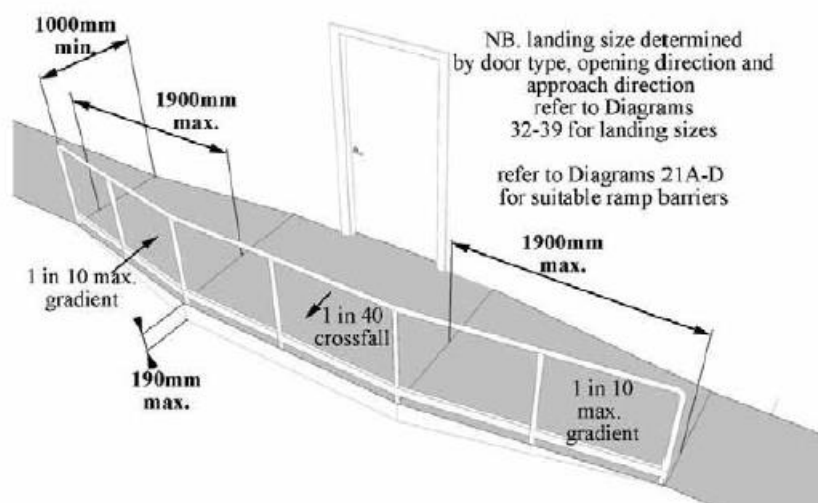 1000mm
min.
1900mm
max.
NB. landing size determined
by door type, opening direction and
approach direction
refer to Diagrams
32-39 for landing sizes
refer to Diagrams 21A-D
for suitable ramp barriers
1900mm
max.
1 in 10 max.
gradient
1 in 40
crossfall
190mm
max.
1 in 10
max.
gradient